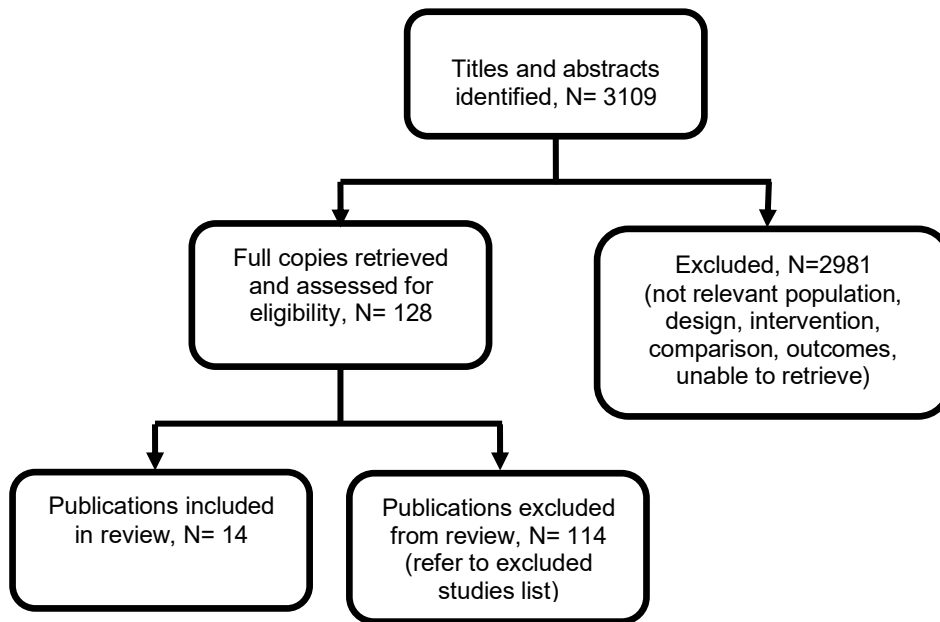 Titles and abstracts
identified, N= 3109
Full copies retrieved
and assessed for
eligibility, N= 128
Excluded, N=2981
(not relevant population,
design, intervention,
comparison, outcomes,
unable to retrieve)
Publications included
in review, N= 14
Publications excluded
from review, N= 114
(refer to excluded
studies list)